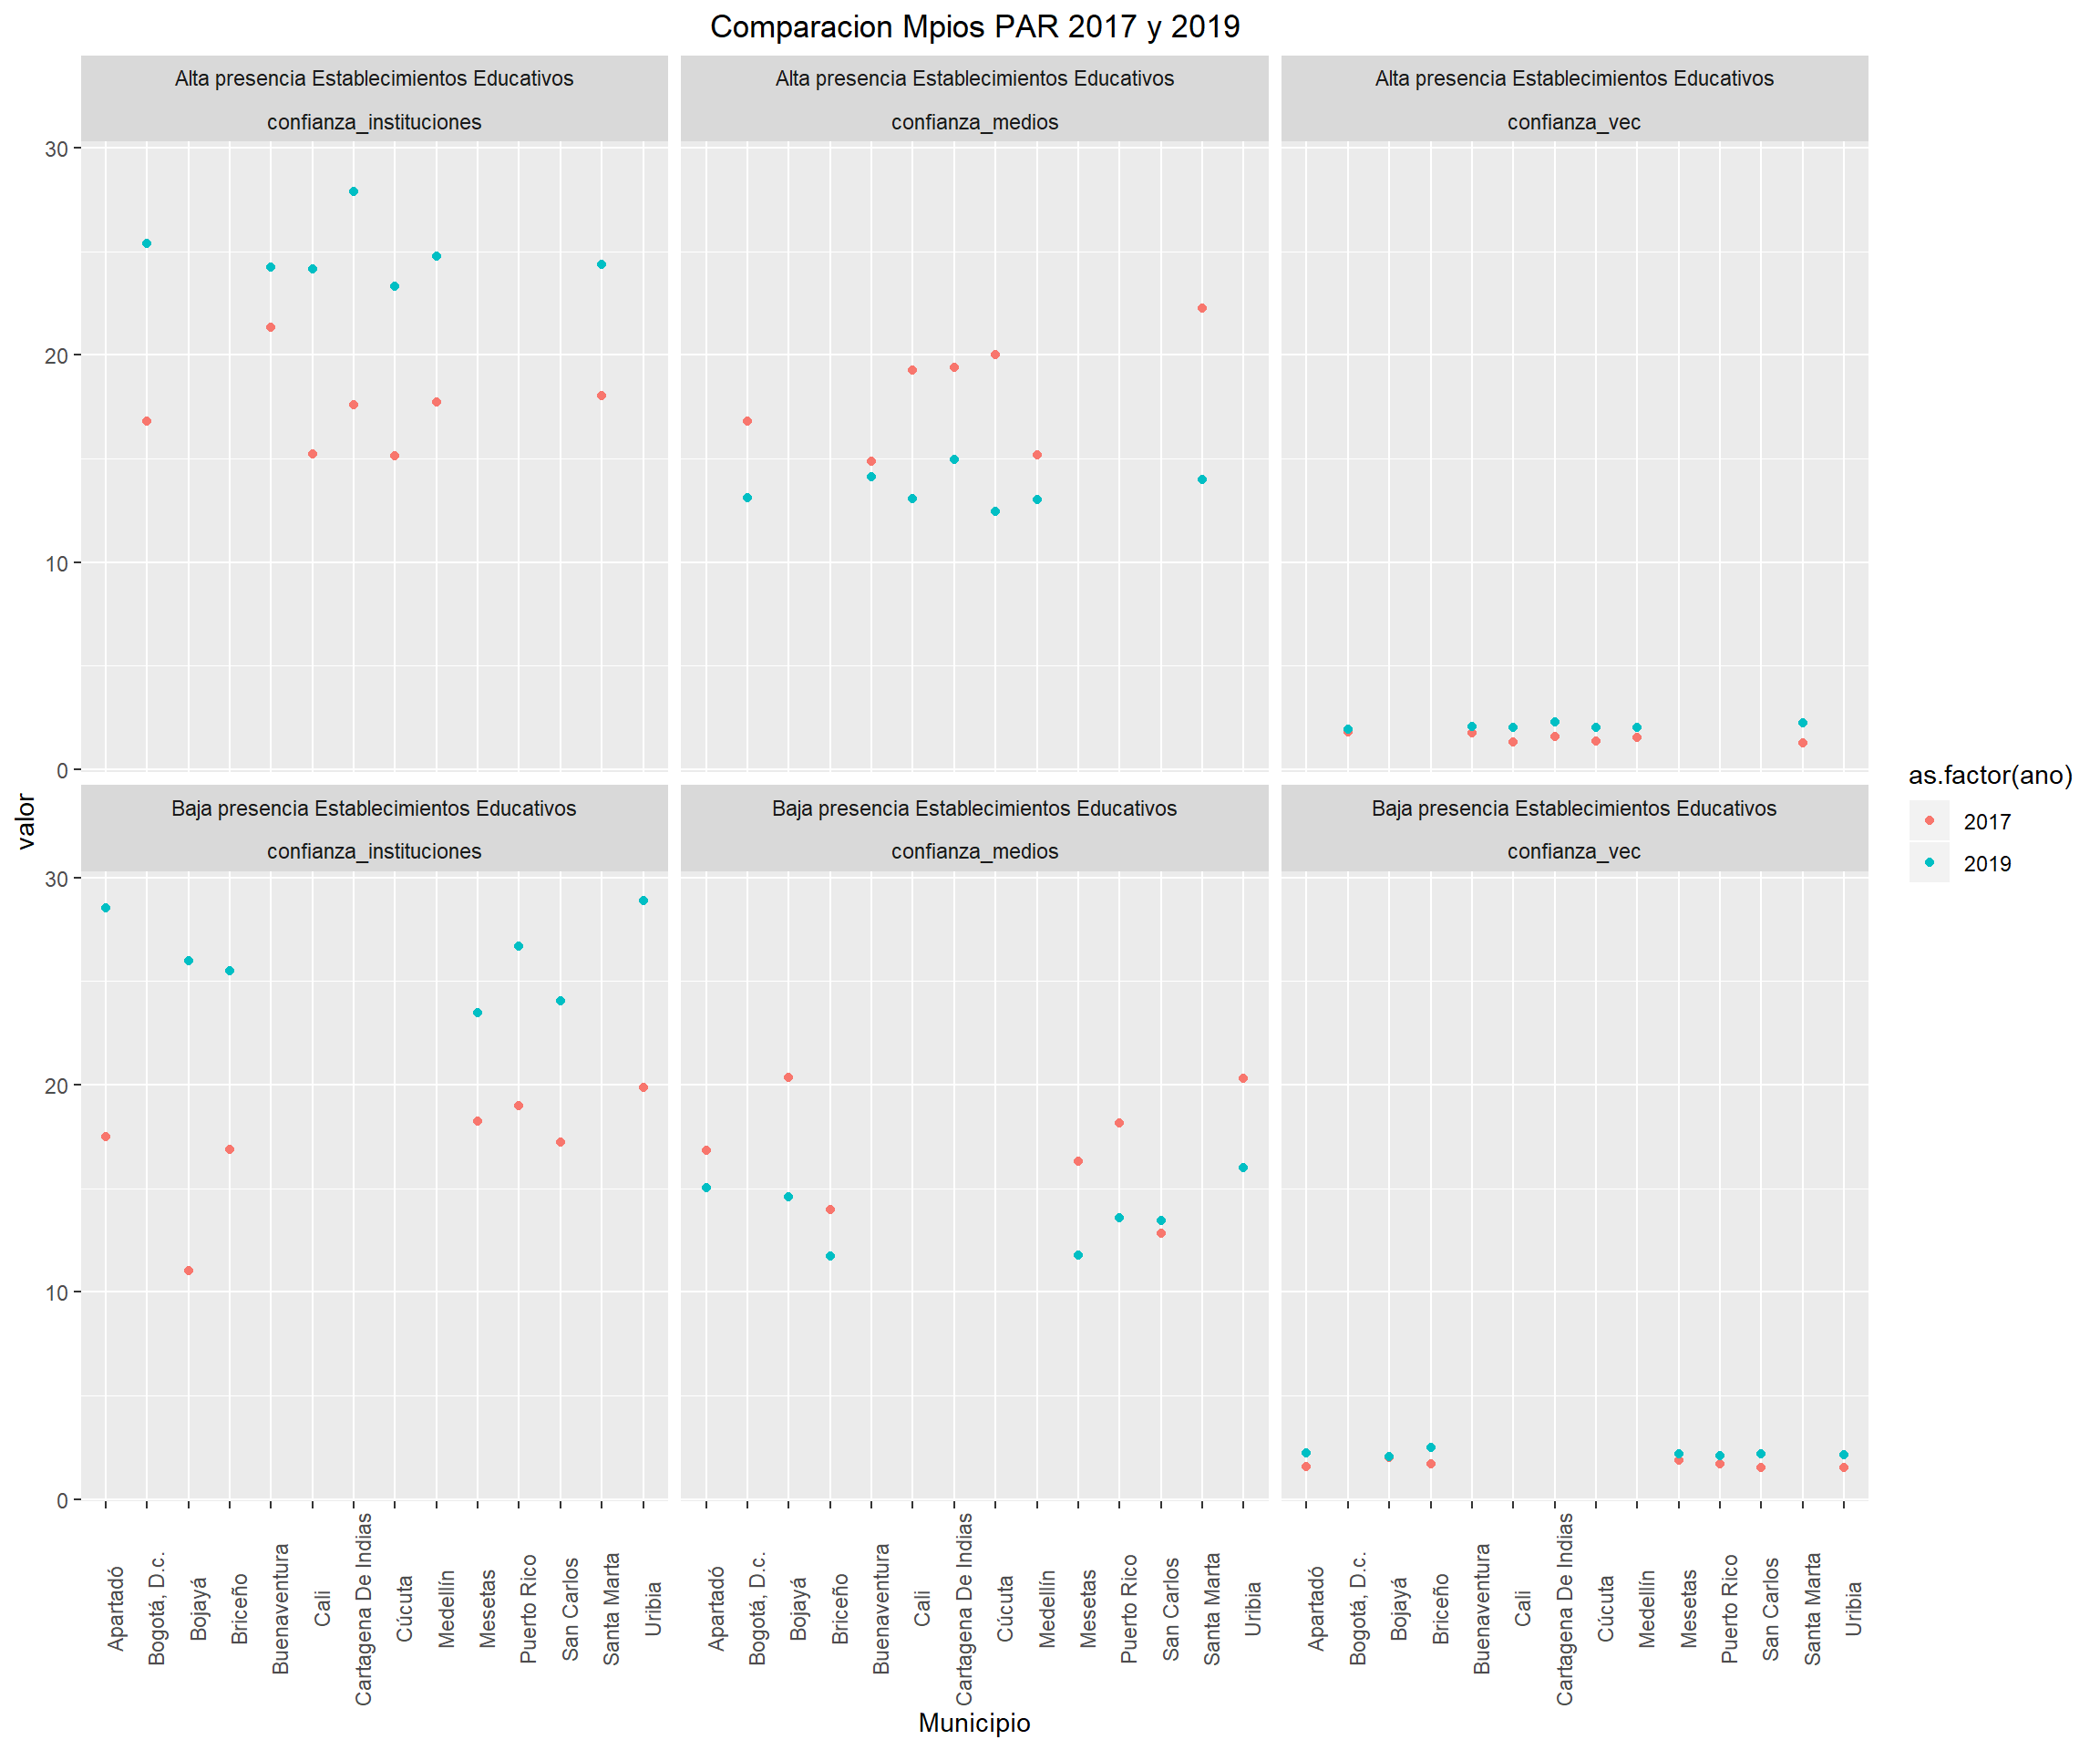 Comparacion Mpios PAR 2017 y 2019
Alta presencia Establecimientos Educativos
confianza_instituciones
Alta presencia Establecimientos Educativos
confianza_medios
Alta presencia Establecimientos Educativos
confianza_vec
30
20
10
0
Baja presencia Establecimientos Educativos
confianza_instituciones
Baja presencia Establecimientos Educativos
confianza_medios
Baja presencia Establecimientos Educativos
confianza_vec
30
20
10
0
valor
Apartadó
Bogotá, D.c.
Bojayá
Briceño
Buenaventura
Cali
Cartagena De Indias
Cúcuta
Medellín
Mesetas
Puerto Rico
San Carlos
Santa Marta
Uribia
Apartadó
Bogotá, D.c.
Bojayá
Briceño
Buenaventura
Cali
Cartagena De Indias
Cúcuta
Medellín
Mesetas
Puerto Rico
San Carlos
Santa Marta
Uribia
Apartadó
Bogotá, D.c.
Bojayá
Briceño
Buenaventura
Cali
Cartagena De Indias
Cúcuta
Medellín
Mesetas
Puerto Rico
San Carlos
Santa Marta
Uribia
Municipio
as.factor(ano)
2017
2019